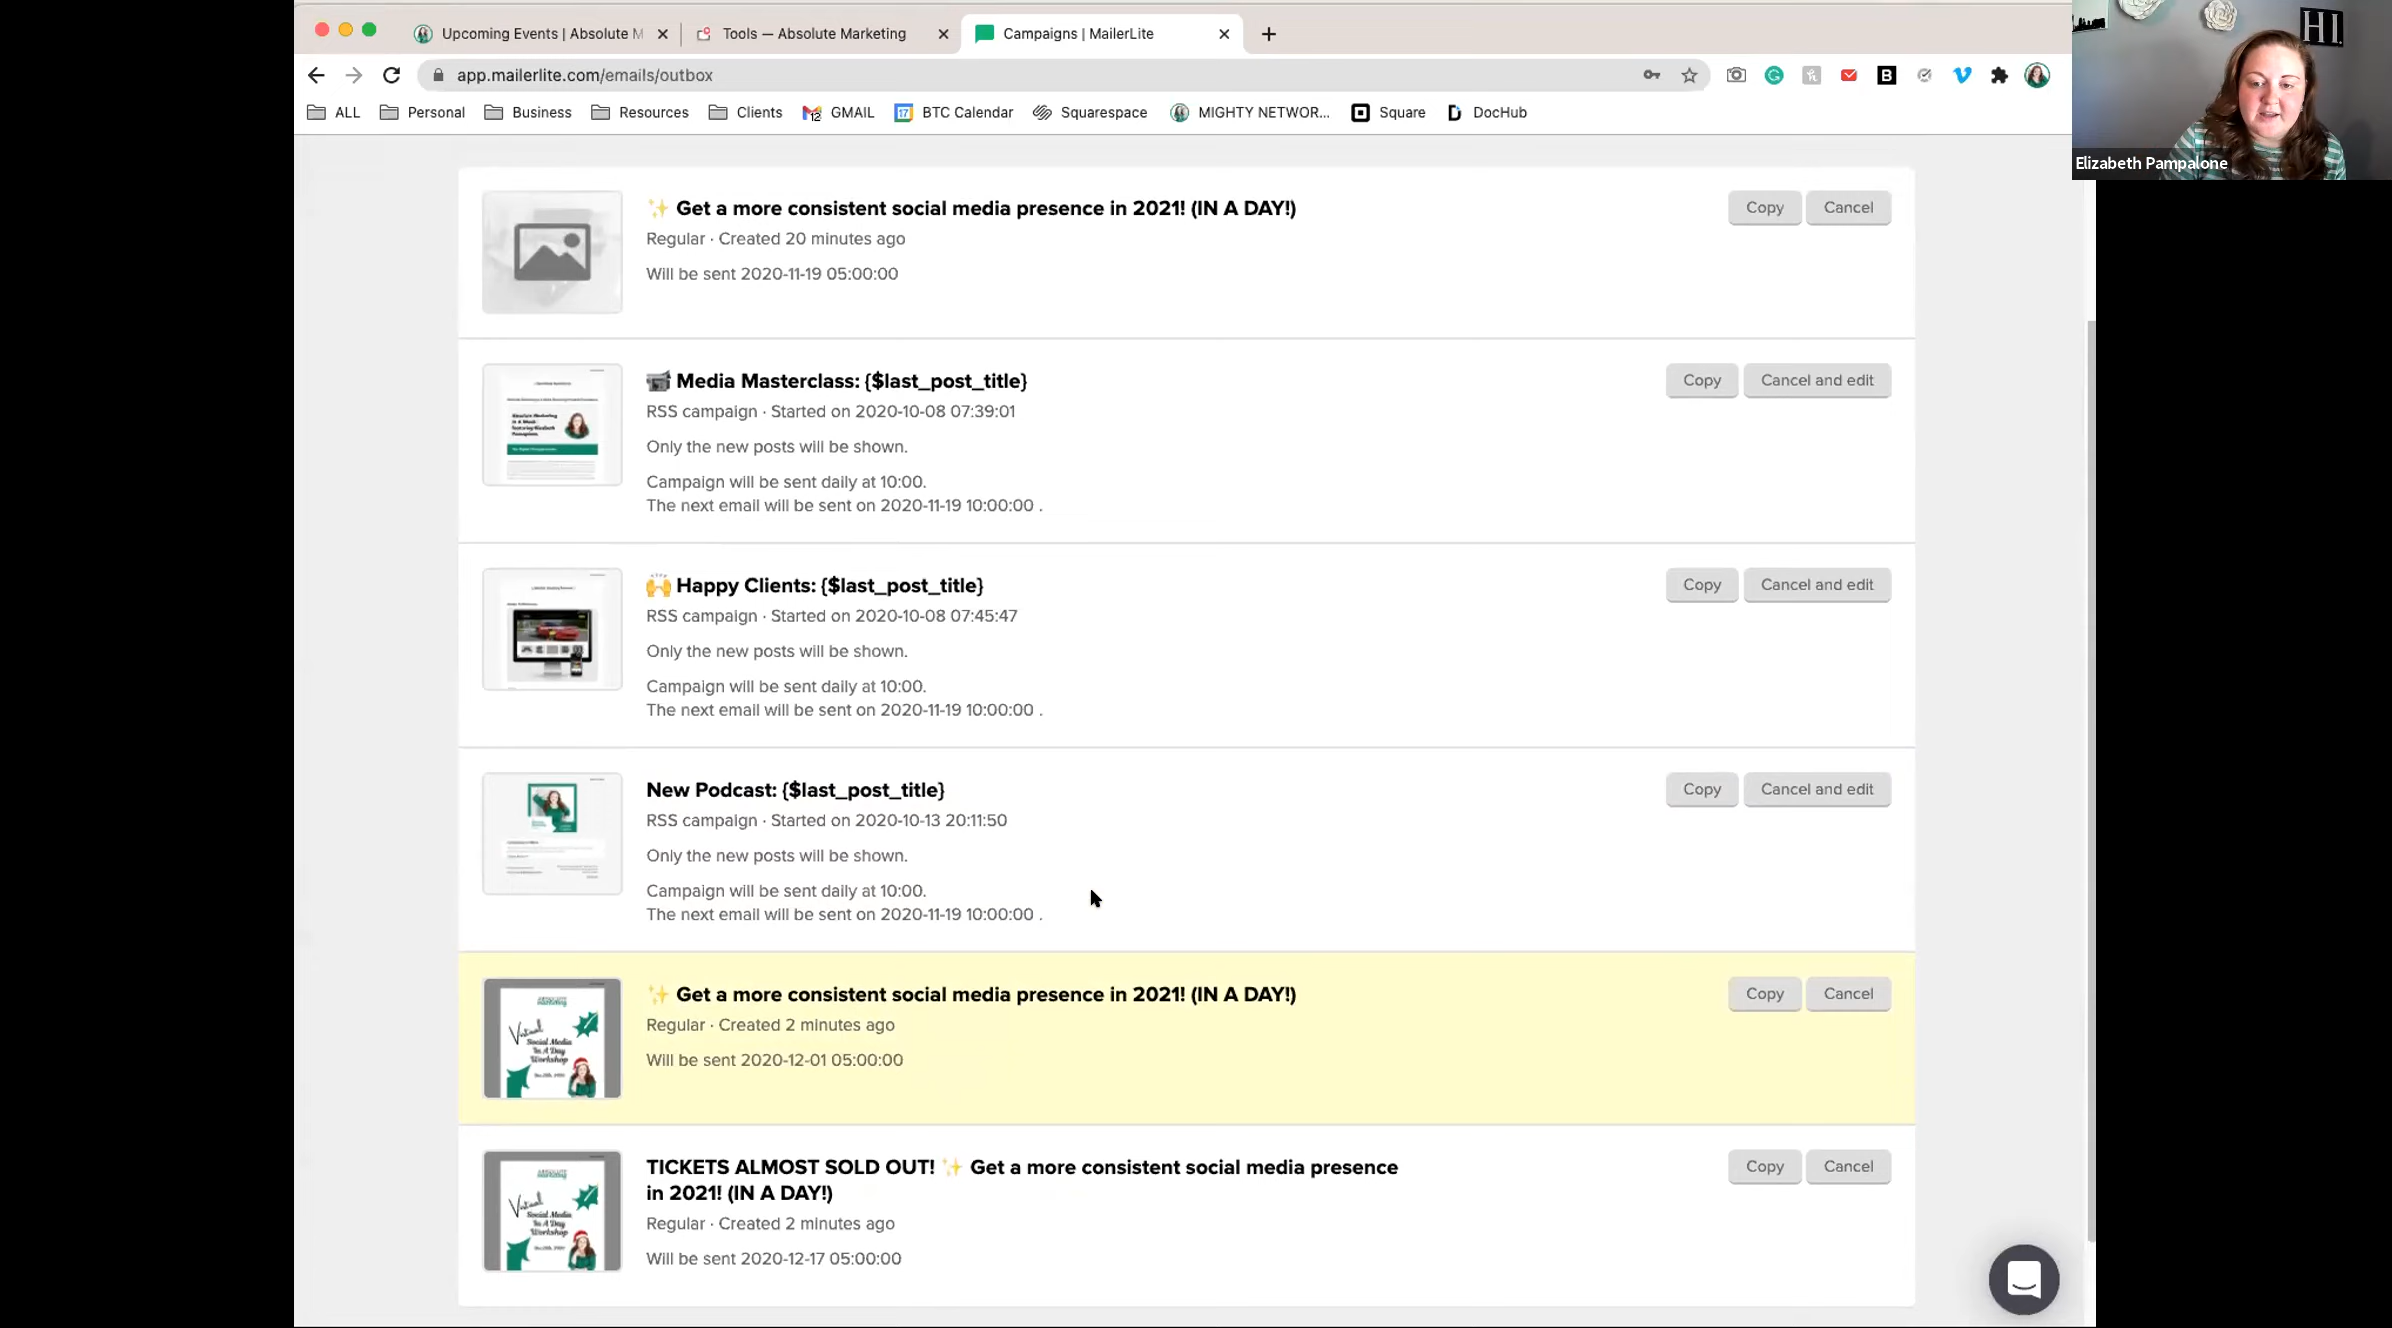 Upcoming Events | Absolute M
Tools — Absolute Marketing
Campaigns | MailerLite
app.mailerlite.com/emails/outbox
ALL
Personal
Business
Resources
Clients
GMAIL
BTC Calendar
Squarespace
MIGHTY NETWOR...
Square
DocHub
HI.
Elizabeth Pampalone
✨ Get a more consistent social media presence in 2021! (IN A DAY!)
Copy
Cancel
Regular · Created 20 minutes ago
Will be sent 2020-11-19 05:00:00
Media Masterclass: {$last_post_title}
Copy
Cancel and edit
RSS campaign · Started on 2020-10-08 07:39:01
Only the new posts will be shown.
Campaign will be sent daily at 10:00.
The next email will be sent on 2020-11-19 10:00:00 .
🙌 Happy Clients: {$last_post_title}
Copy
Cancel and edit
RSS campaign · Started on 2020-10-08 07:45:47
Only the new posts will be shown.
Campaign will be sent daily at 10:00.
The next email will be sent on 2020-11-19 10:00:00 .
New Podcast: {$last_post_title}
Copy
Cancel and edit
RSS campaign · Started on 2020-10-13 20:11:50
Only the new posts will be shown.
Campaign will be sent daily at 10:00.
The next email will be sent on 2020-11-19 10:00:00 .
✨ Get a more consistent social media presence in 2021! (IN A DAY!)
Copy
Cancel
Regular · Created 2 minutes ago
Will be sent 2020-12-01 05:00:00
Virtual
Social Media
In A Day
Workshop
TICKETS ALMOST SOLD OUT! ✨ Get a more consistent social media presence
in 2021! (IN A DAY!)
Copy
Cancel
Regular · Created 2 minutes ago
Will be sent 2020-12-17 05:00:00
Virtual
Social Media
In A Day
Workshop